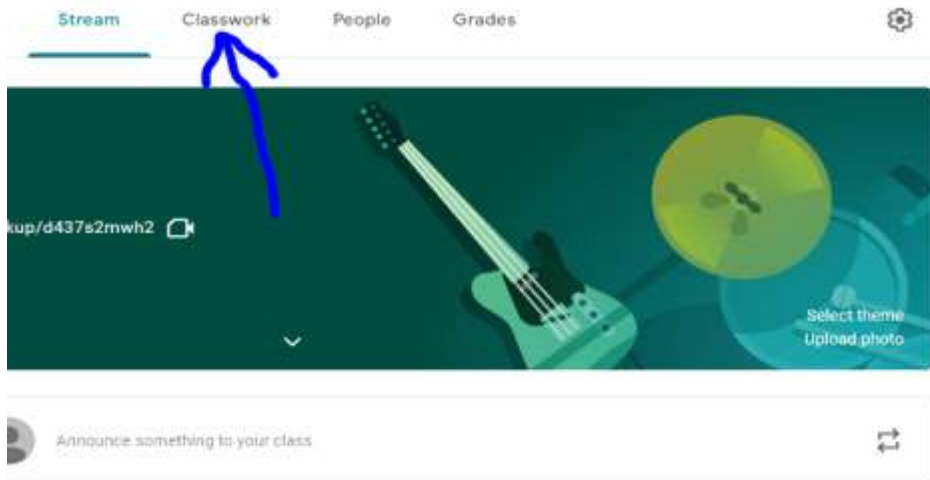 Stream Classwork People Grades
kup/d437s2mwh2
Select theme
Upload photo
Announce something to your class